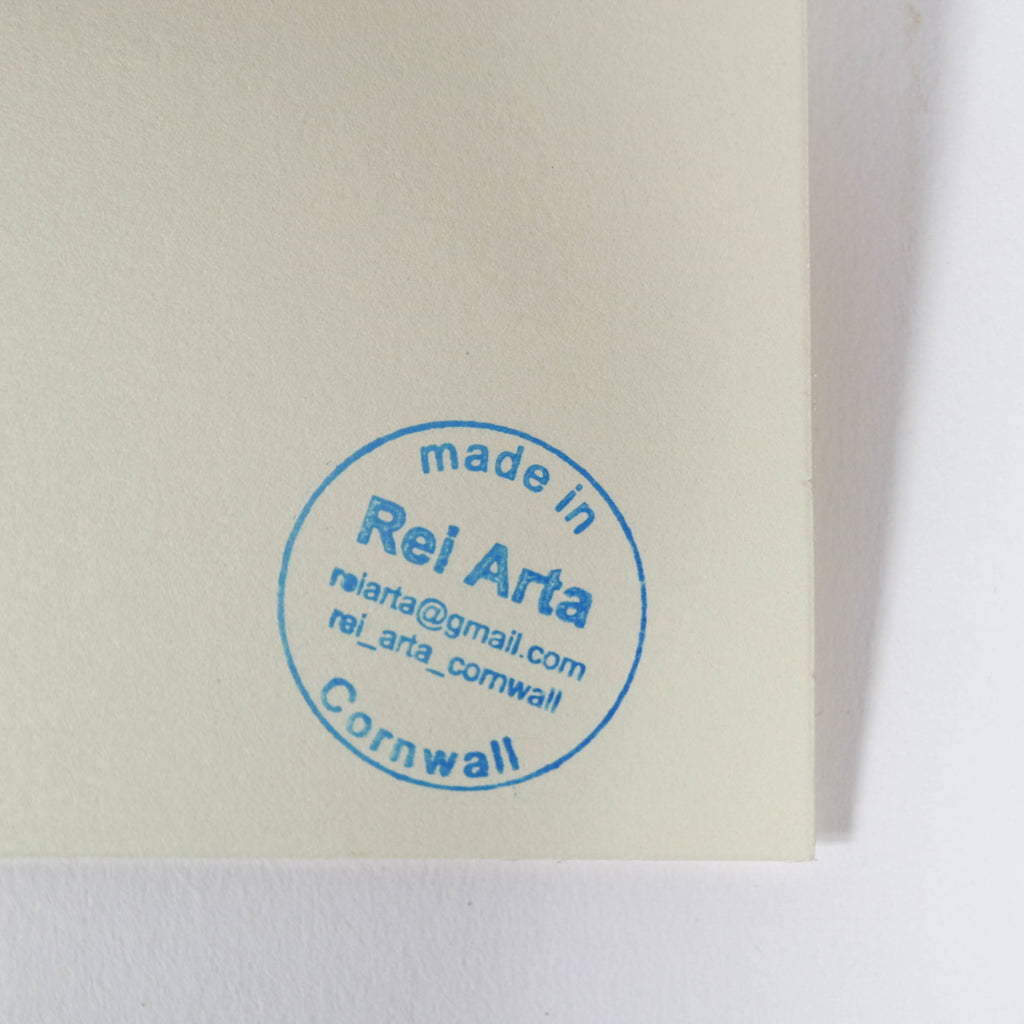 made in
Rei Arta
reiarta@gmail.com
rei_arta_cornwall
Cornwall